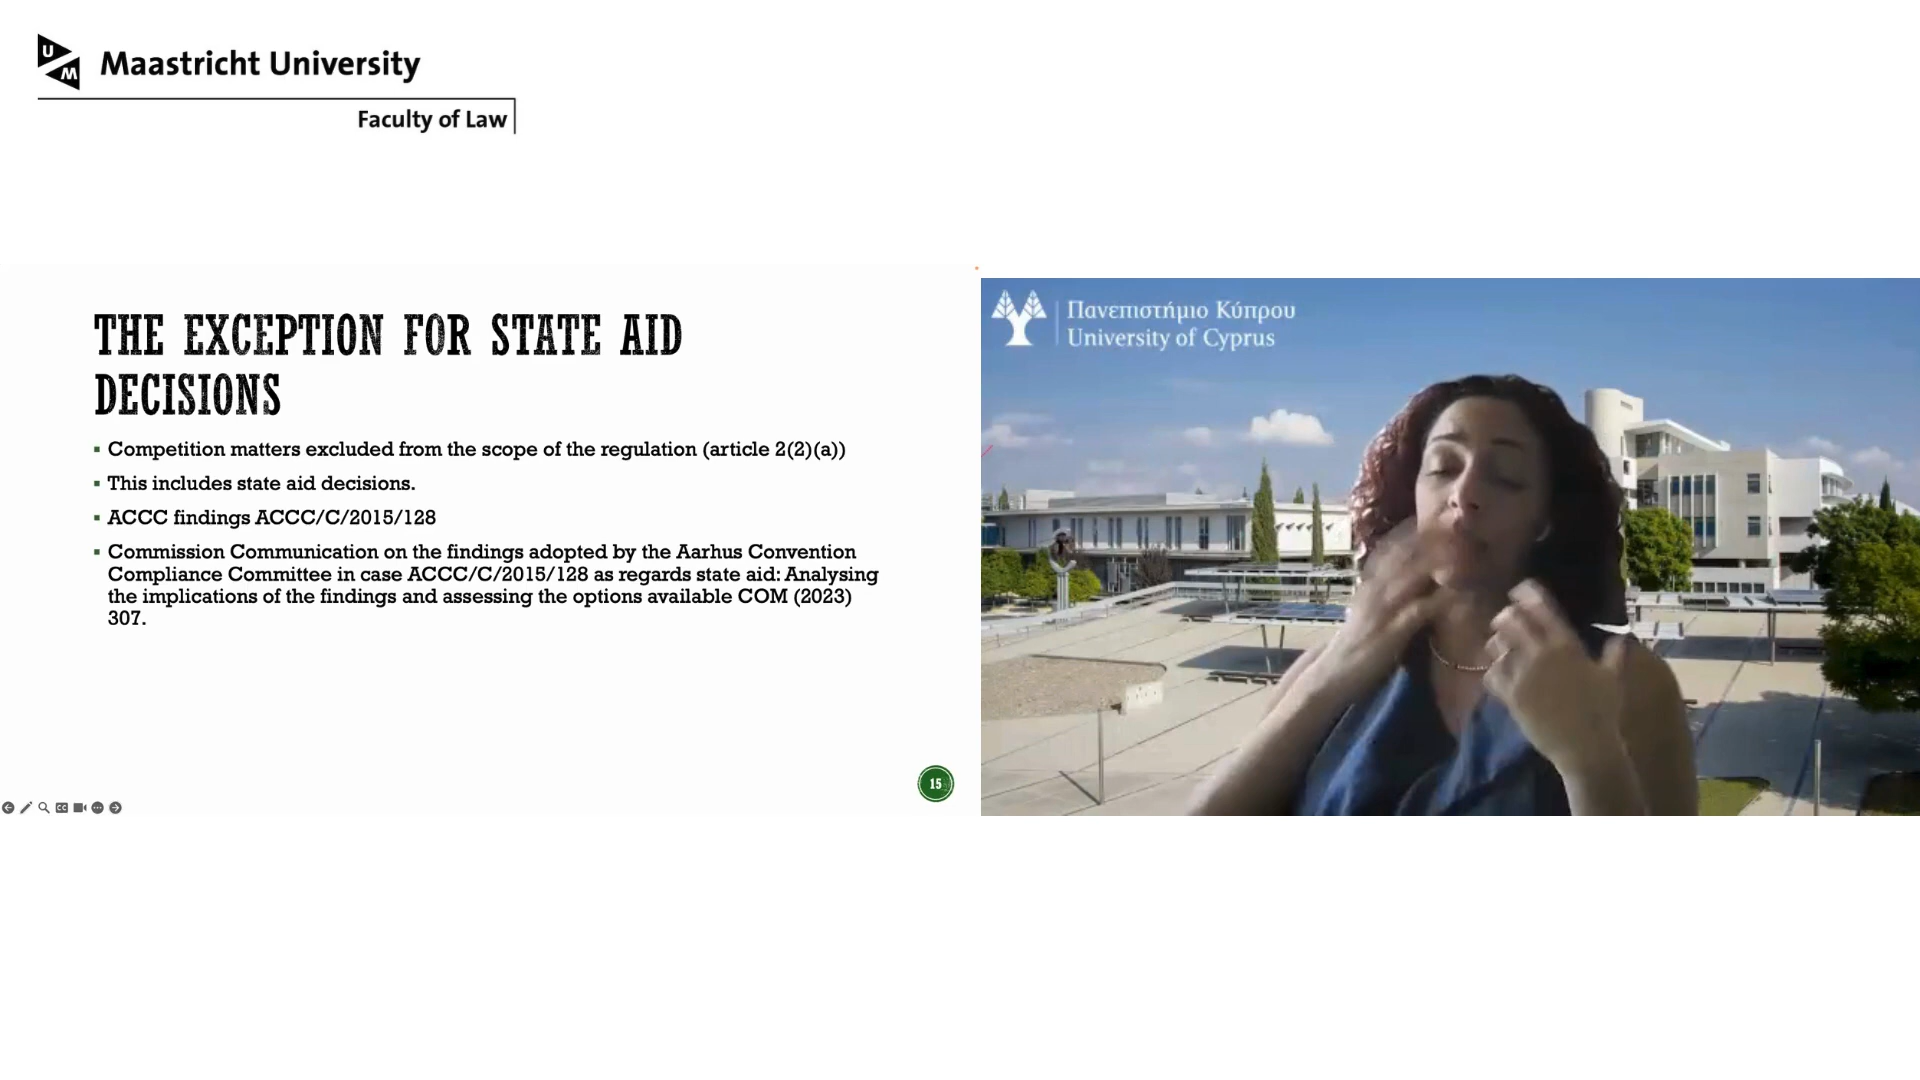 U
M
Maastricht University
Faculty of Law
THE EXCEPTION FOR STATE AID
DECISIONS
▪ Competition matters excluded from the scope of the regulation (article 2(2)(a))
▪ This includes state aid decisions.
▪ ACCC findings ACCC/C/2015/128
▪ Commission Communication on the findings adopted by the Aarhus Convention
Compliance Committee in case ACCC/C/2015/128 as regards state aid: Analysing
the implications of the findings and assessing the options available COM (2023)
307.
15
Πανεπιστήμιο Κύπρου
University of Cyprus